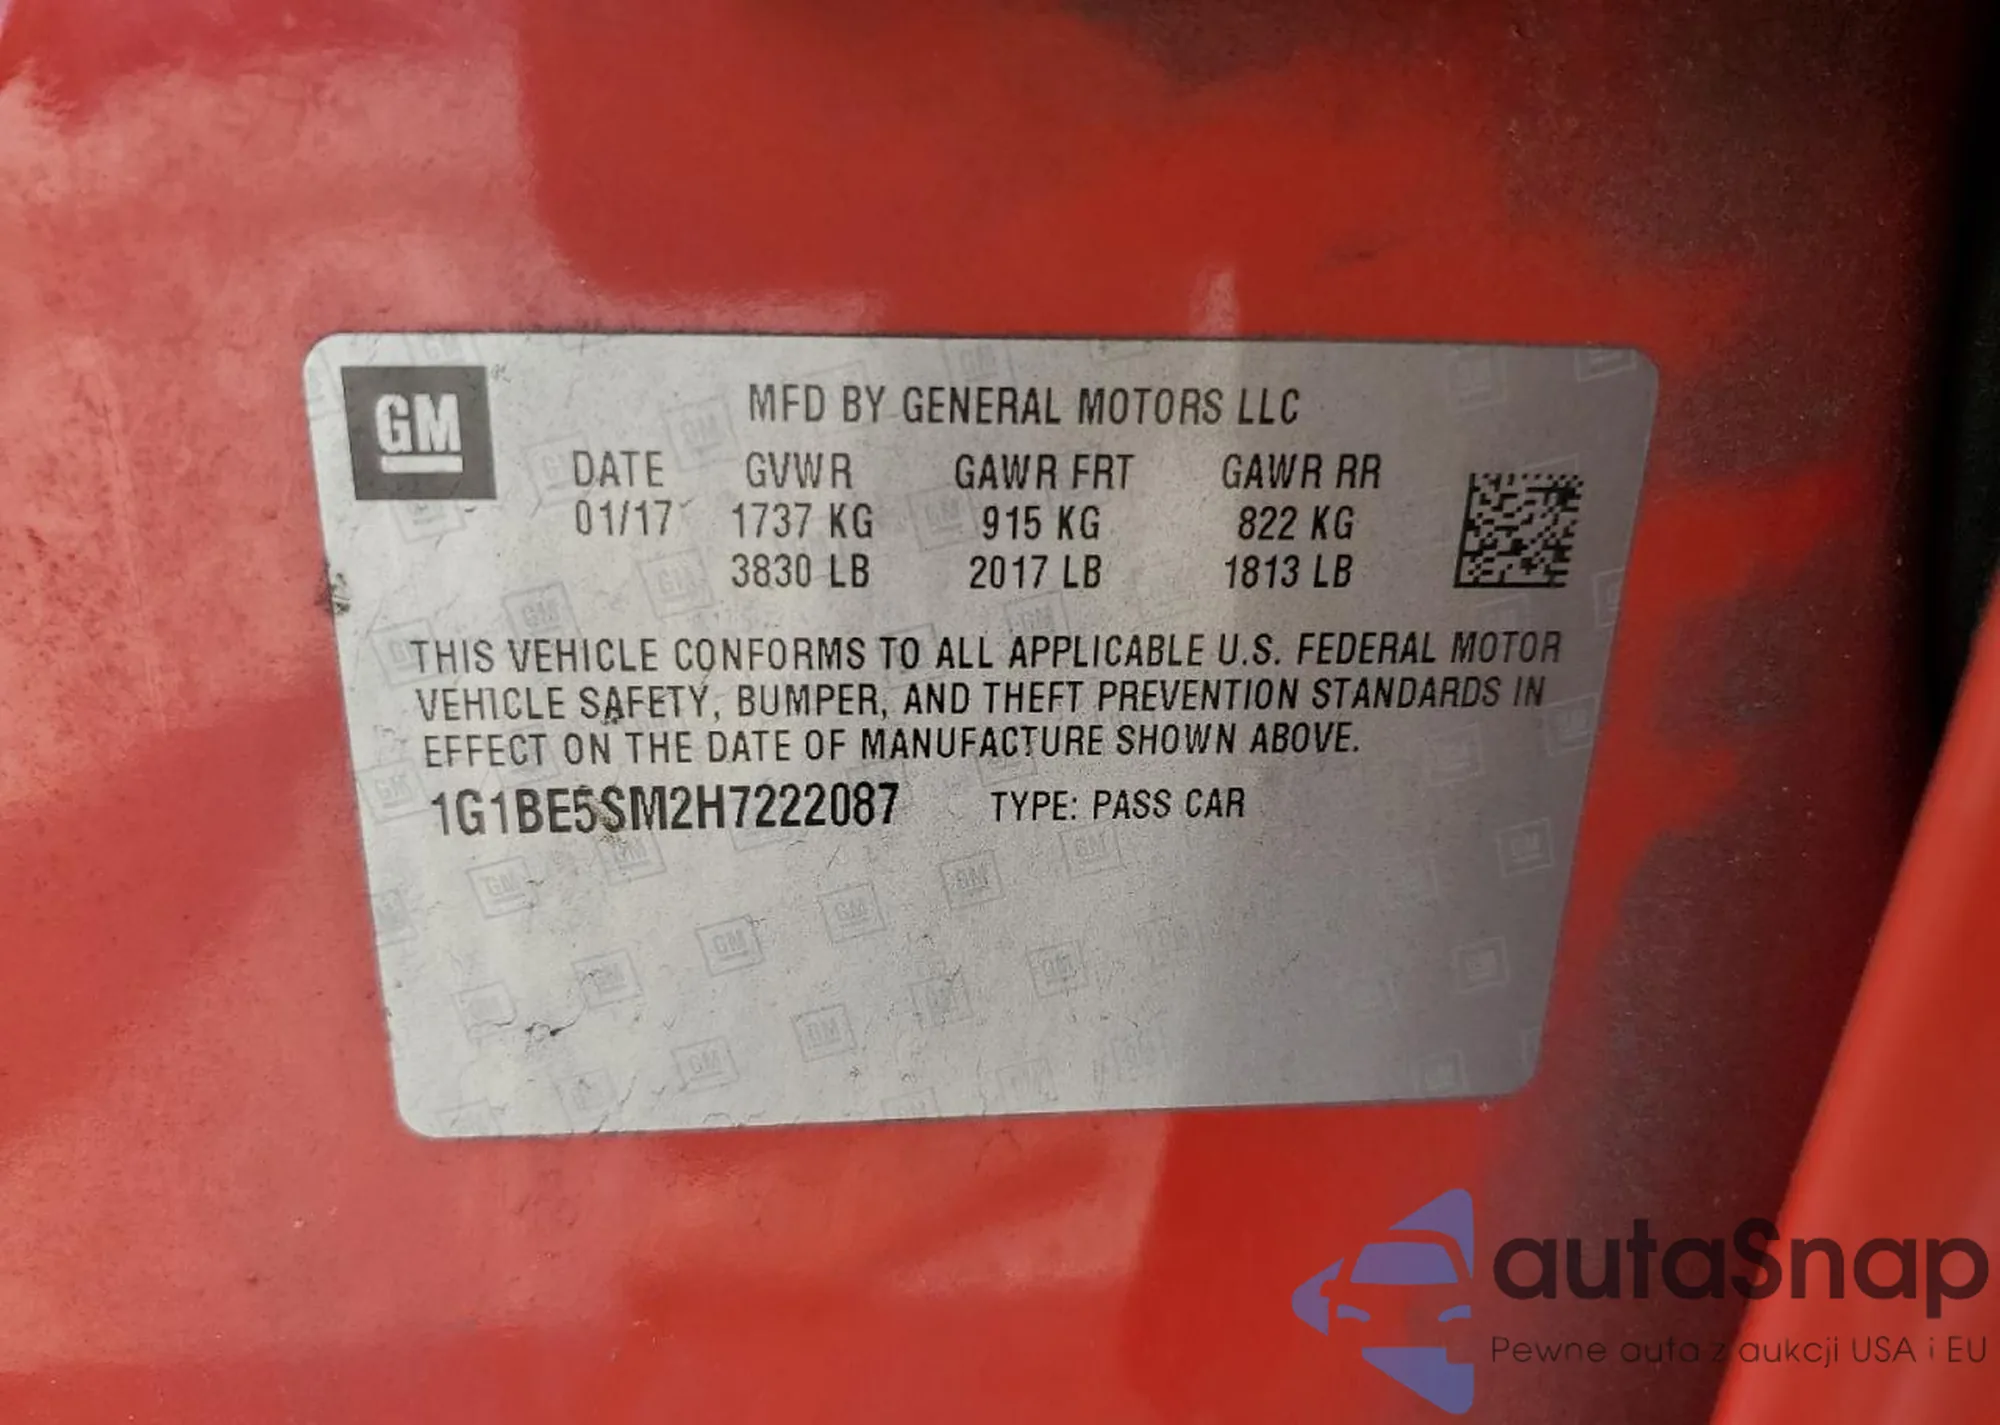 GM
MFD BY GENERAL MOTORS LLC
DATE GVWR GAWR FRT GAWR RR
01/17 1737 KG 915 KG 822 KG
3830 LB 2017 LB 1813 LB
THIS VEHICLE CONFORMS TO ALL APPLICABLE U.S. FEDERAL MOTOR
VEHICLE SAFETY, BUMPER, AND THEFT PREVENTION STANDARDS IN
EFFECT ON THE DATE OF MANUFACTURE SHOWN ABOVE.
1G1BE5SM2H7222087 TYPE: PASS CAR
autaSnap
Pewne auta z aukcji USA i EU